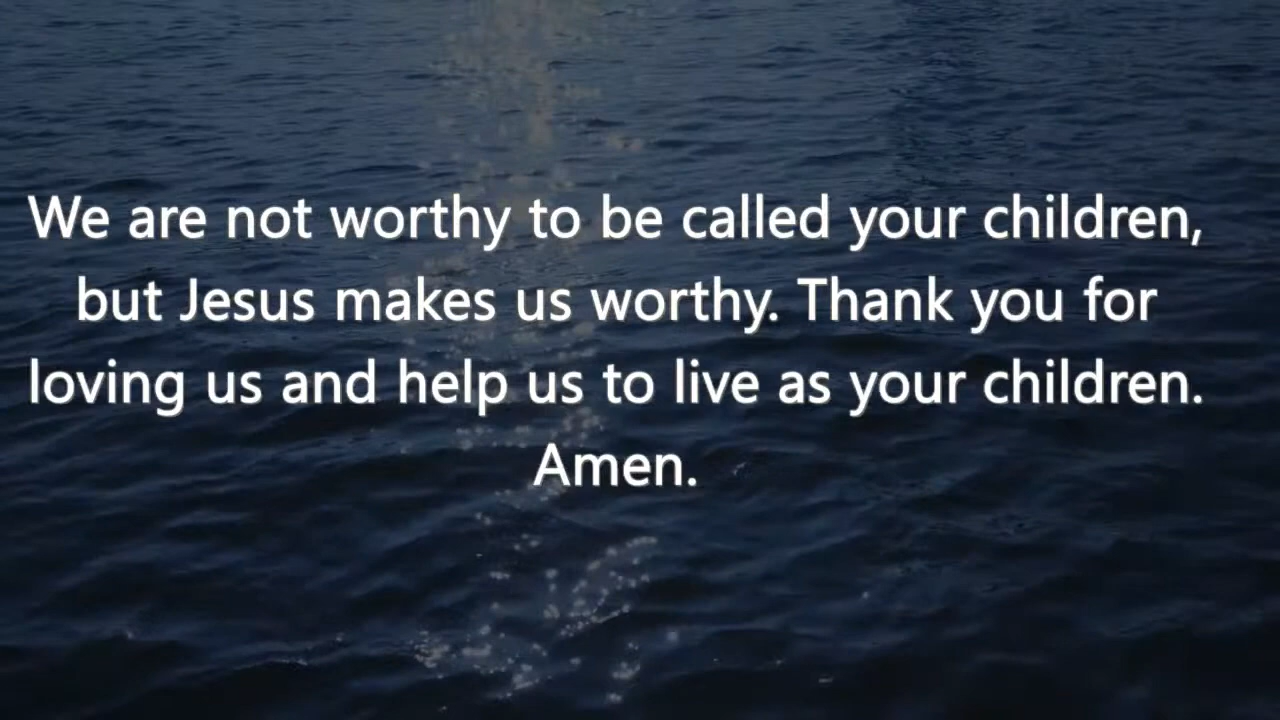 We are not worthy to be called your children,
but Jesus makes us worthy. Thank you for
loving us and help us to live as your children.
Amen.